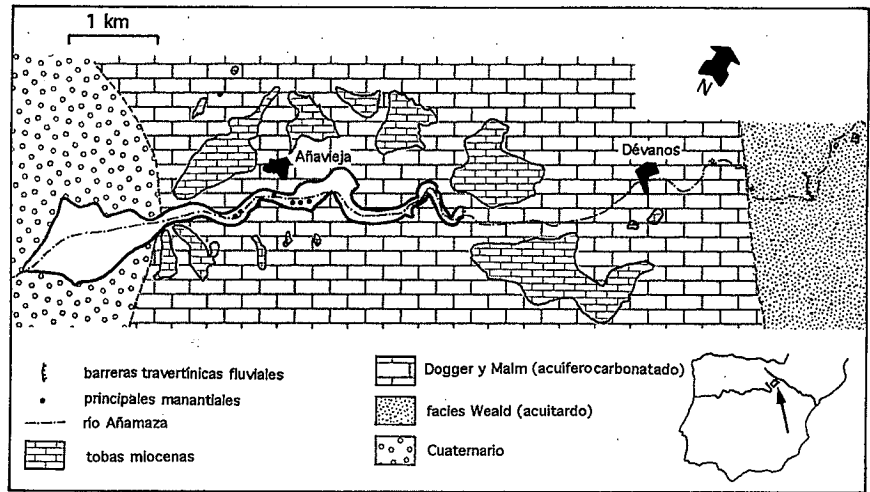 1 km
N
Añavieja
Dévanos
barreras travertínicas fluviales
principales manantiales
río Añamaza
tobas miocenas
Dogger y Malm (acuífero carbonatado)
facies Weald (acuitardo)
Cuaternario